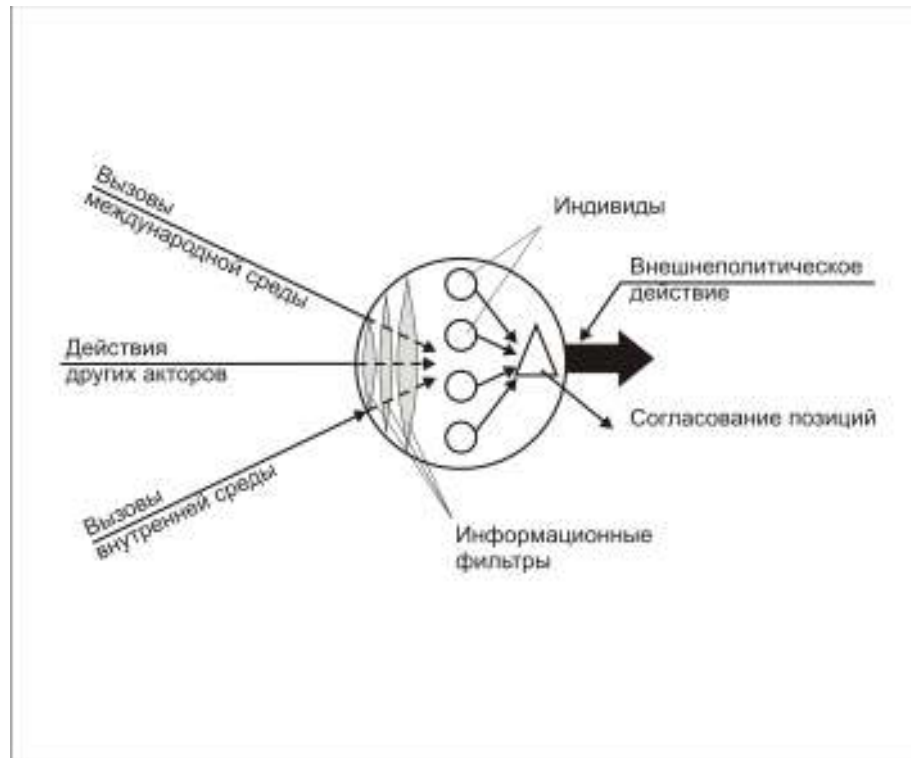 Вызовы
международной среды
Индивиды
Внешнеполитическое
действие
Действия
других акторов
Согласование позиций
Вызовы
внутренней среды
Информационные
фильтры